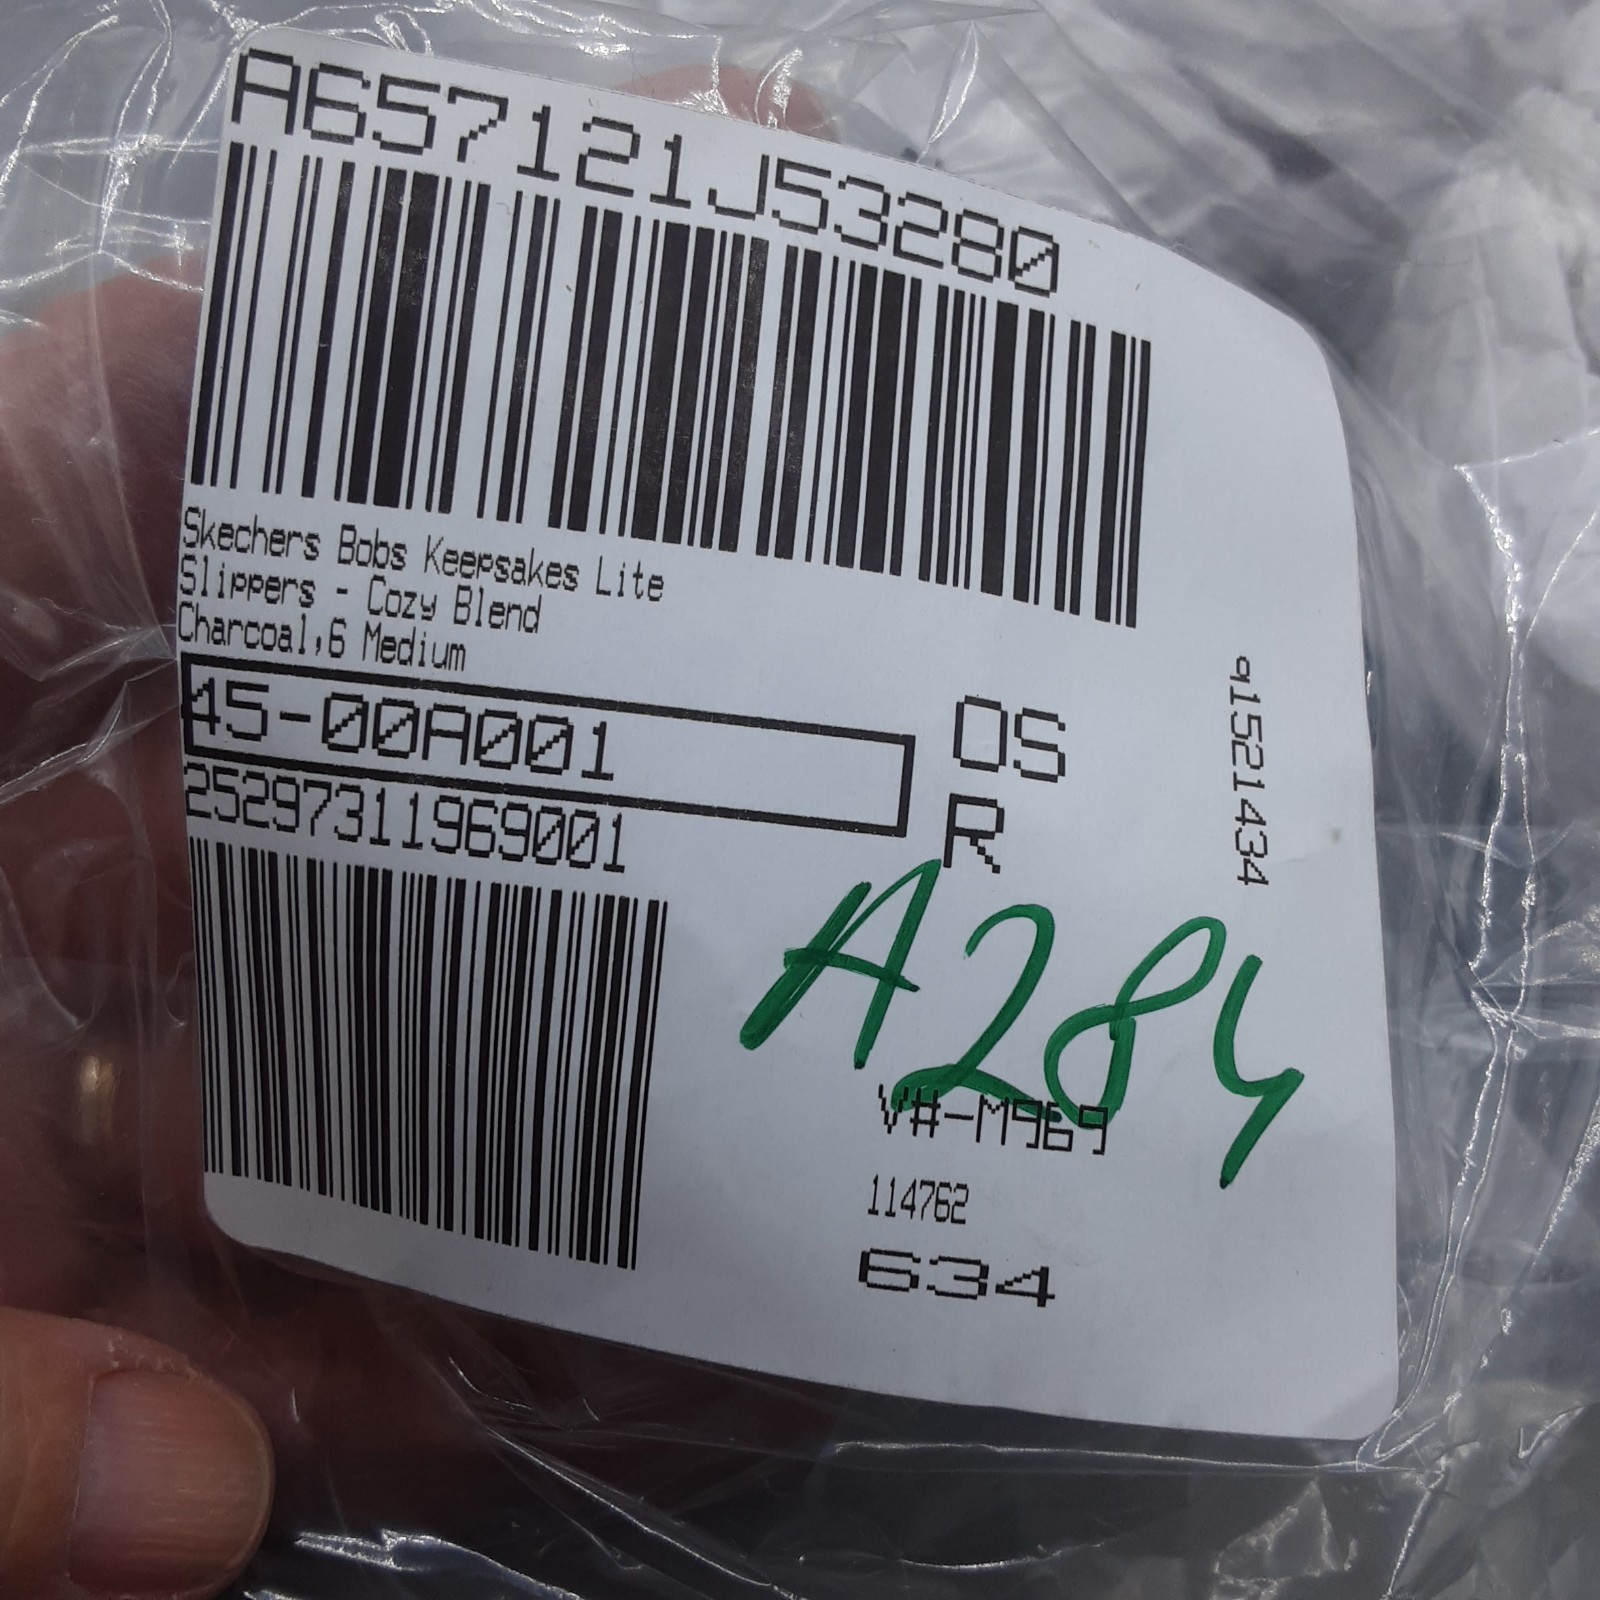 A657121J53280
Skechers Bobs Keepsakes Lite
Slippers - Cozy Blend
Charcoal,6 Medium
45-00A001
OS
25297311969001
R
q1521434
A284
V#-M969
114762
634